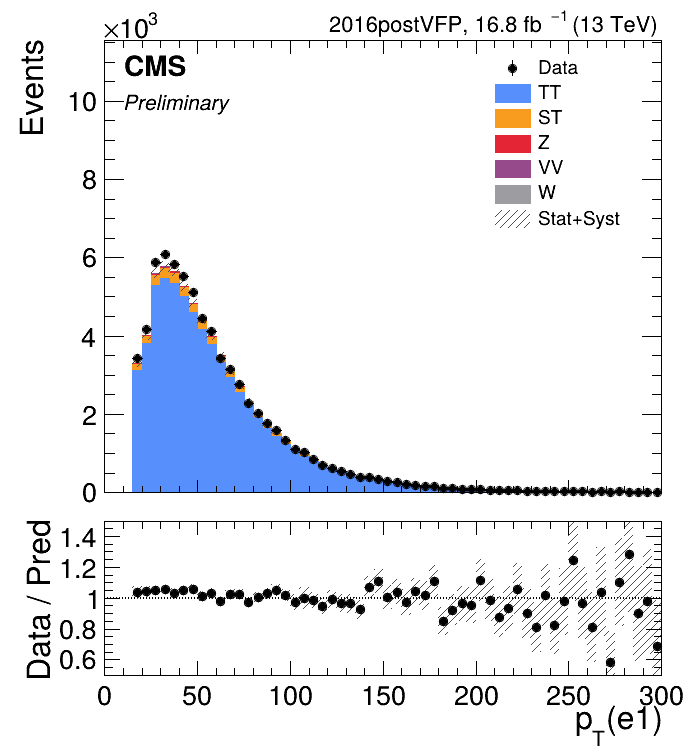 ×10³
2016postVFP, 16.8 fb ⁻¹ (13 TeV)
CMS
Preliminary
Events
Data
TT
ST
Z
VV
W
Stat+Syst
10
8
6
4
2
0
Data / Pred
1.4
1.2
1
0.8
0.6
0 50 100 150 200 250 300
p_T(e1)